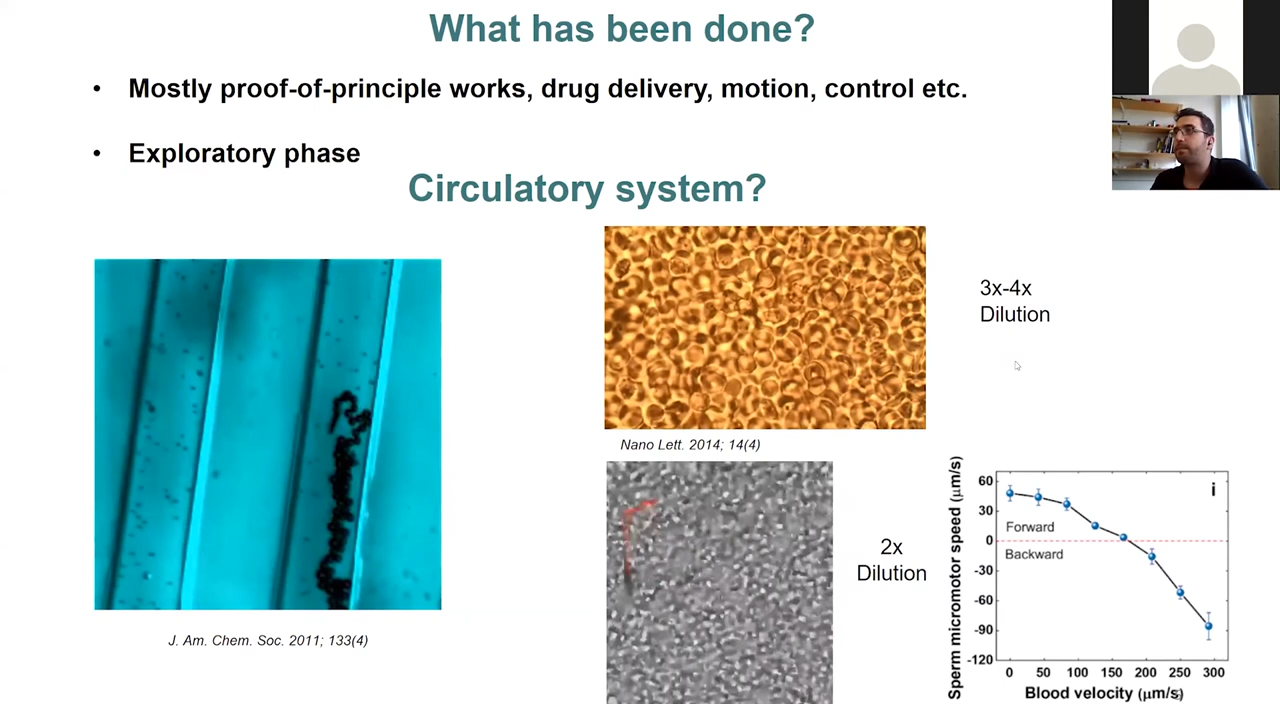 What has been done?
• Mostly proof-of-principle works, drug delivery, motion, control etc.
• Exploratory phase
Circulatory system?
3x-4x
Dilution
Nano Lett. 2014; 14(4)
J. Am. Chem. Soc. 2011; 133(4)
2x
Dilution
Sperm micromotor speed (μm/s)
i
60
30
0
-30
-60
-90
-120
Forward
Backward
0 50 100 150 200 250 300
Blood velocity (μm/s)